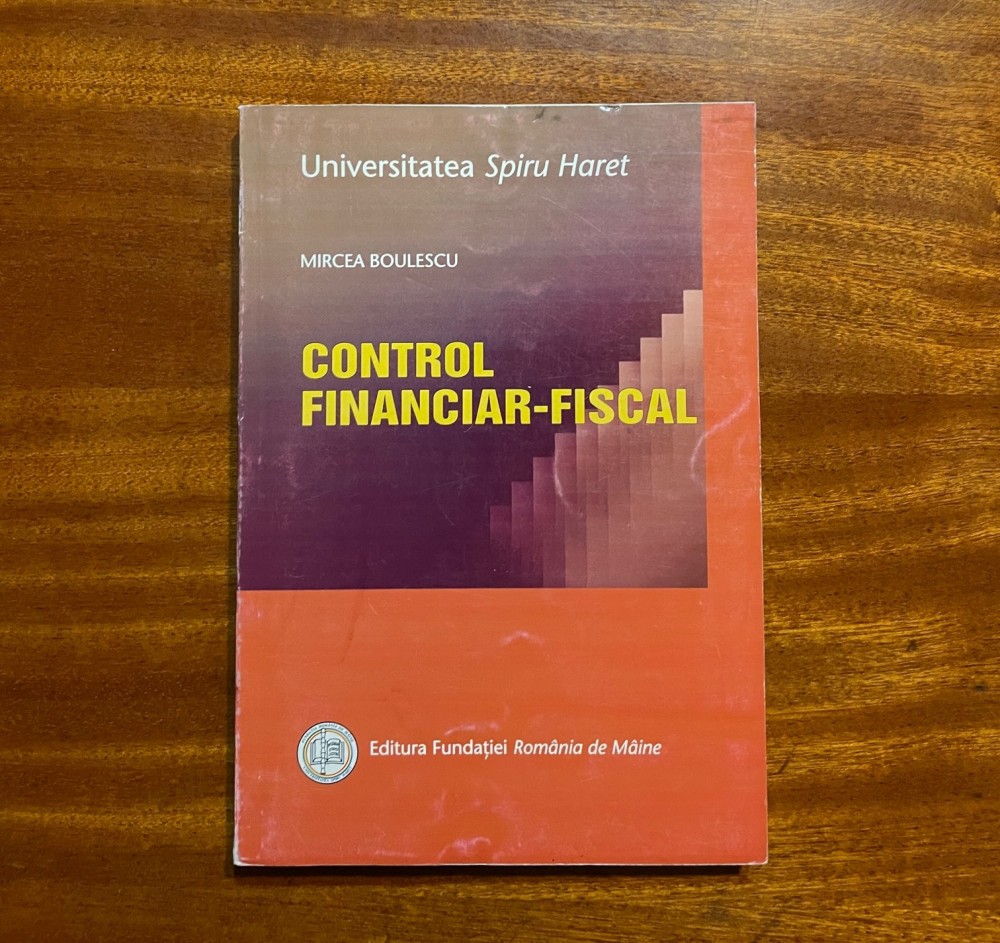 Universitatea Spiru Haret
MIRCEA BOULESCU
CONTROL
FINANCIAR-FISCAL
Editura Fundației România de Mâine